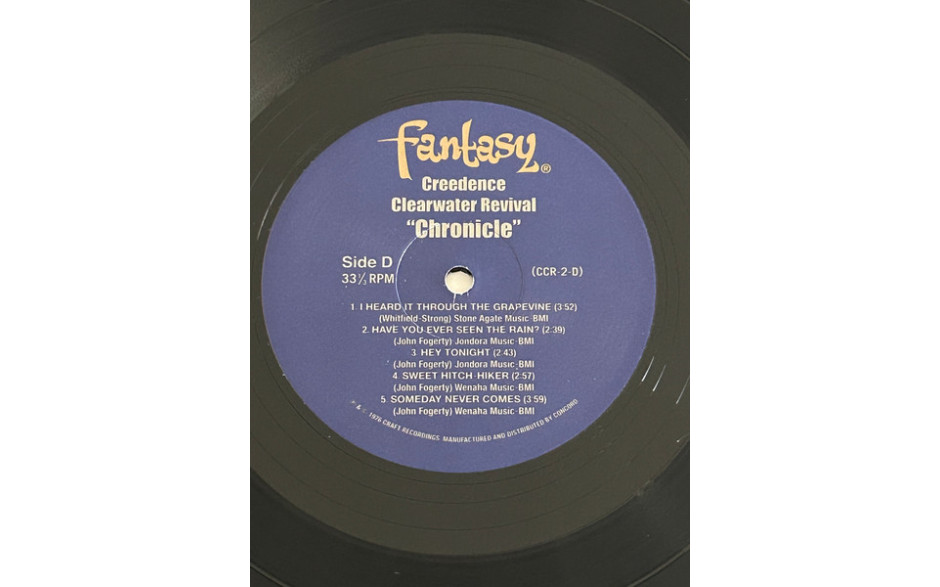 fantasy®
Creedence
Clearwater Revival
"Chronicle"
Side D
33⅓ RPM
(CCR-2-D)
1. I HEARD IT THROUGH THE GRAPEVINE (3:52)
(Whitfield-Strong) Stone Agate Music-BMI
2. HAVE YOU EVER SEEN THE RAIN? (2:39)
(John Fogerty) Jondora Music-BMI
3. HEY TONIGHT (2:43)
(John Fogerty) Jondora Music-BMI
4. SWEET HITCH-HIKER (2:57)
(John Fogerty) Wenaha Music-BMI
5. SOMEDAY NEVER COMES (3:59)
(John Fogerty) Wenaha Music-BMI
℗ & © 1976 CRAFT RECORDINGS. MANUFACTURED AND DISTRIBUTED BY CONCORD